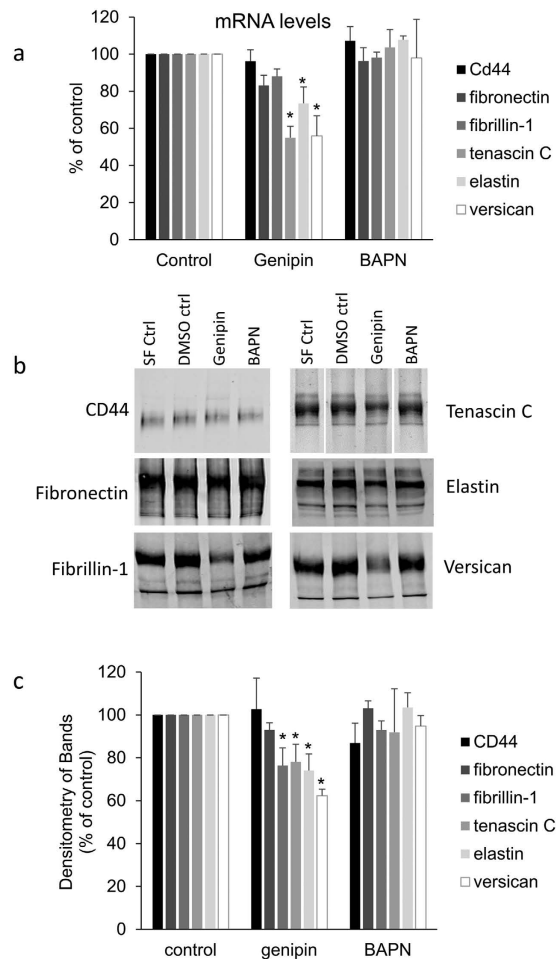 a
mRNA levels
% of control
120
100
80
60
40
20
0
*
*
*
Control
Genipin
BAPN
Cd44
fibronectin
fibrillin-1
tenascin C
elastin
versican
b
SF Ctrl
DMSO ctrl
Genipin
BAPN
SF Ctrl
DMSO ctrl
Genipin
BAPN
CD44
Tenascin C
Fibronectin
Elastin
Fibrillin-1
Versican
c
Densitometry of Bands
(% of control)
120
100
80
60
40
20
0
*
*
*
*
control
genipin
BAPN
CD44
fibronectin
fibrillin-1
tenascin C
elastin
versican